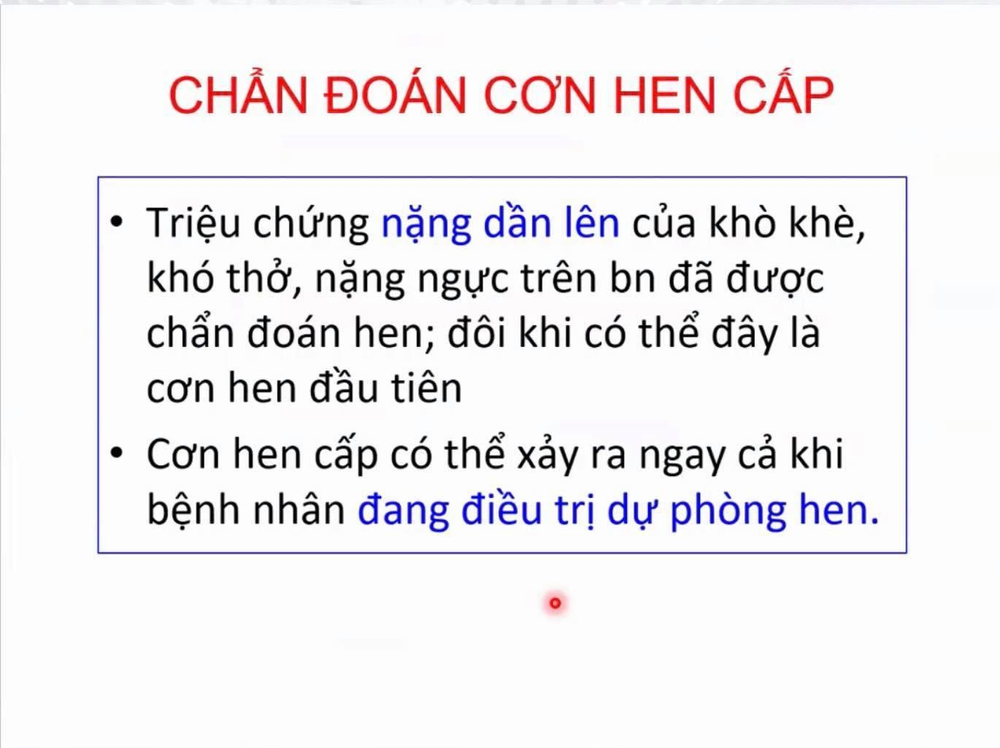 CHẨN ĐOÁN CƠN HEN CẤP
• Triệu chứng nặng dần lên của khò khè,
khó thở, nặng ngực trên bn đã được
chẩn đoán hen; đôi khi có thể đây là
cơn hen đầu tiên
• Cơn hen cấp có thể xảy ra ngay cả khi
bệnh nhân đang điều trị dự phòng hen.